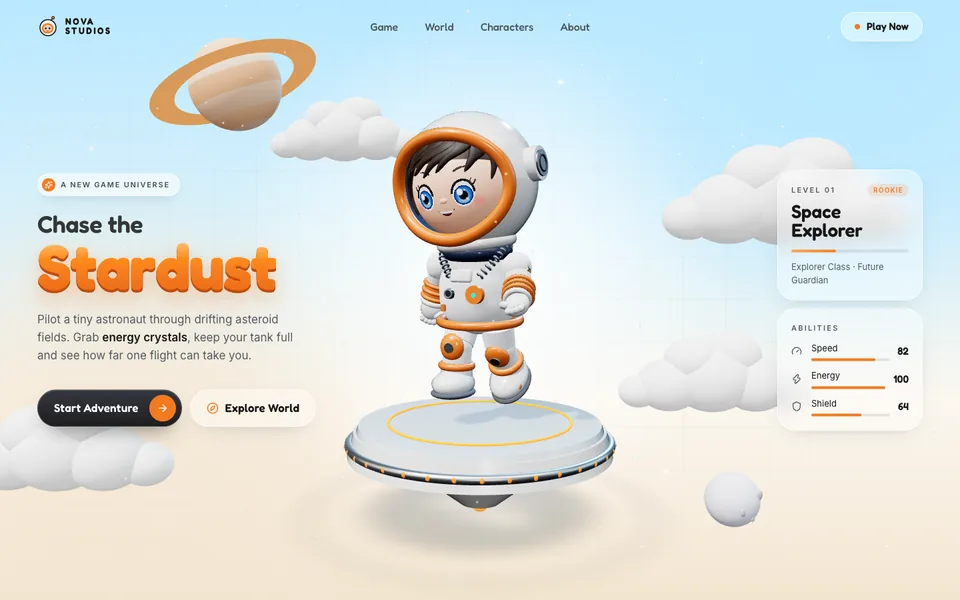 NOVA
STUDIOS
Game
World
Characters
About
Play Now
A NEW GAME UNIVERSE
Chase the
Stardust
Pilot a tiny astronaut through drifting asteroid
fields. Grab energy crystals, keep your tank full
and see how far one flight can take you.
Start Adventure
Explore World
LEVEL 01
ROOKIE
Space
Explorer
Explorer Class · Future
Guardian
ABILITIES
Speed 82
Energy 100
Shield 64